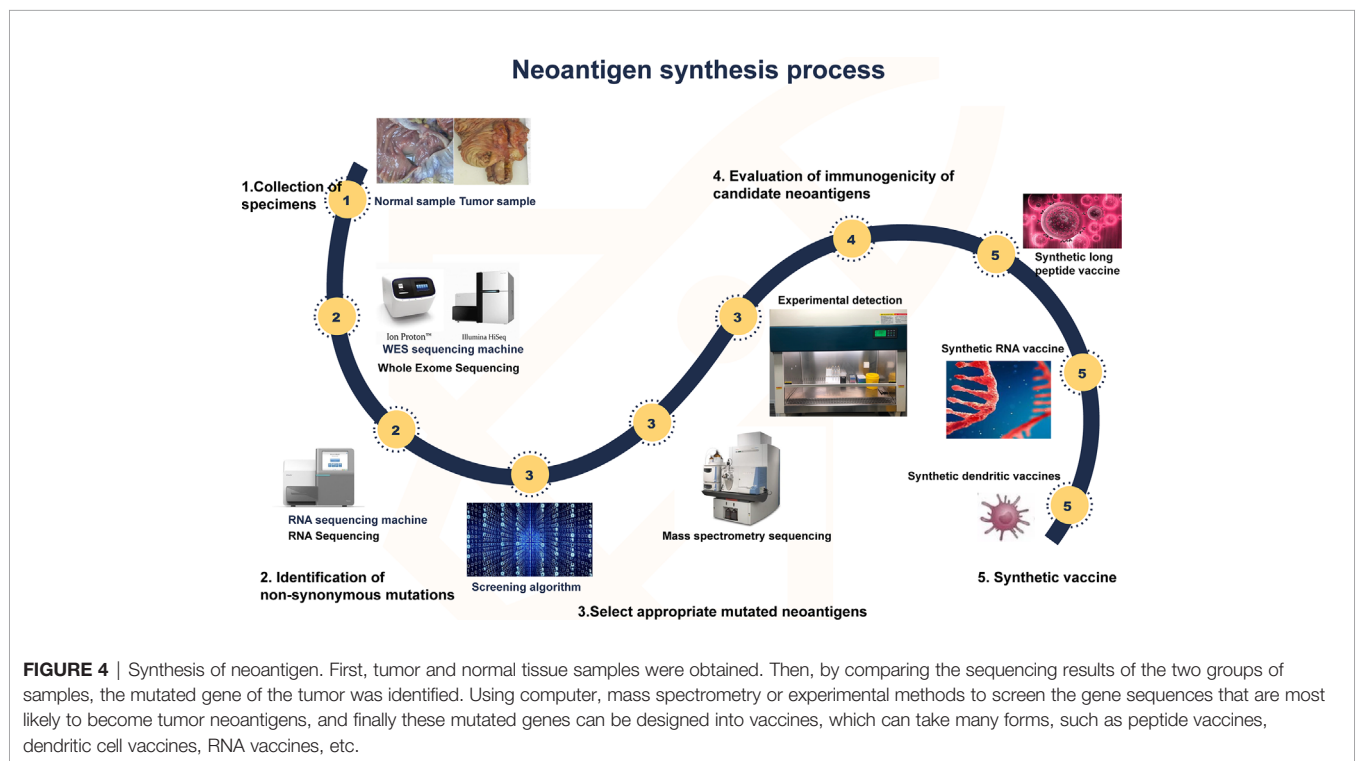 Neoantigen synthesis process
1.Collection of
specimens
1
Normal sample Tumor sample
2
Ion Proton™
Illumina HiSeq
WES sequencing machine
Whole Exome Sequencing
2
RNA sequencing machine
RNA Sequencing
2. Identification of
non-synonymous mutations
3
Screening algorithm
3
Mass spectrometry sequencing
3
Experimental detection
3.Select appropriate mutated neoantigens
4. Evaluation of immunogenicity of
candidate neoantigens
4
5
Synthetic long
peptide vaccine
Synthetic RNA vaccine
5
Synthetic dendritic vaccines
5
5. Synthetic vaccine
FIGURE 4 | Synthesis of neoantigen. First, tumor and normal tissue samples were obtained. Then, by comparing the sequencing results of the two groups of
samples, the mutated gene of the tumor was identified. Using computer, mass spectrometry or experimental methods to screen the gene sequences that are most
likely to become tumor neoantigens, and finally these mutated genes can be designed into vaccines, which can take many forms, such as peptide vaccines,
dendritic cell vaccines, RNA vaccines, etc.